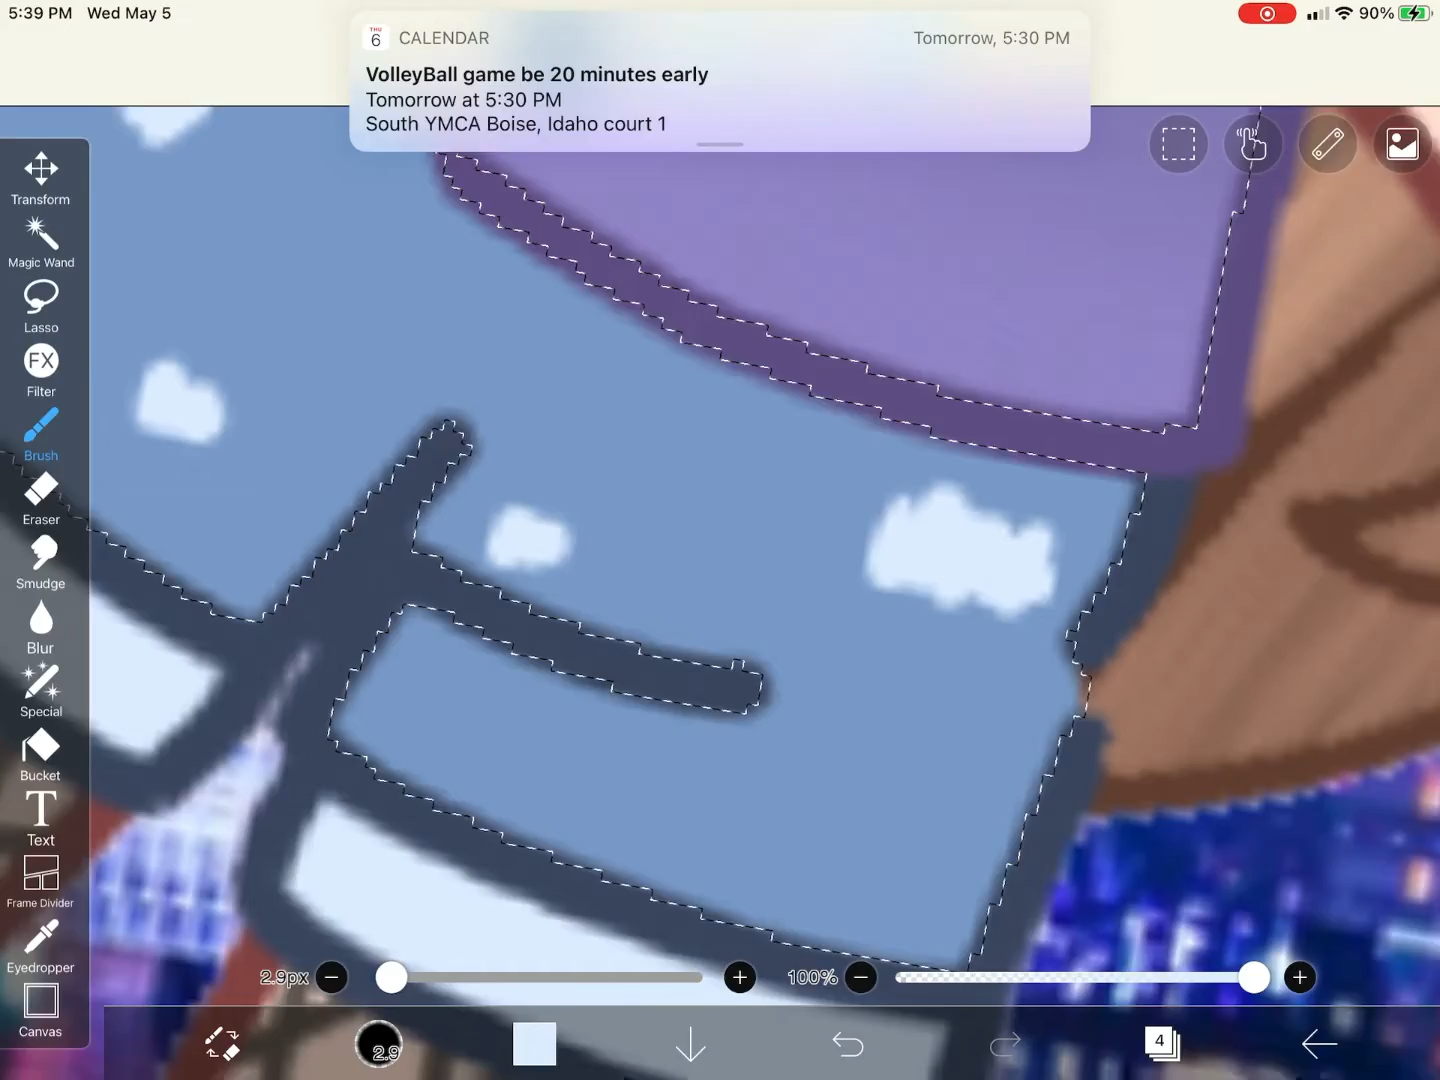 5:39 PM Wed May 5
90%
THU
6
CALENDAR
Tomorrow, 5:30 PM
VolleyBall game be 20 minutes early
Tomorrow at 5:30 PM
South YMCA Boise, Idaho court 1
Transform
Magic Wand
Lasso
FX
Filter
Brush
Eraser
Smudge
Blur
Special
Bucket
T
Text
Frame Divider
Eyedropper
Canvas
2.9px
100%
2.9
4